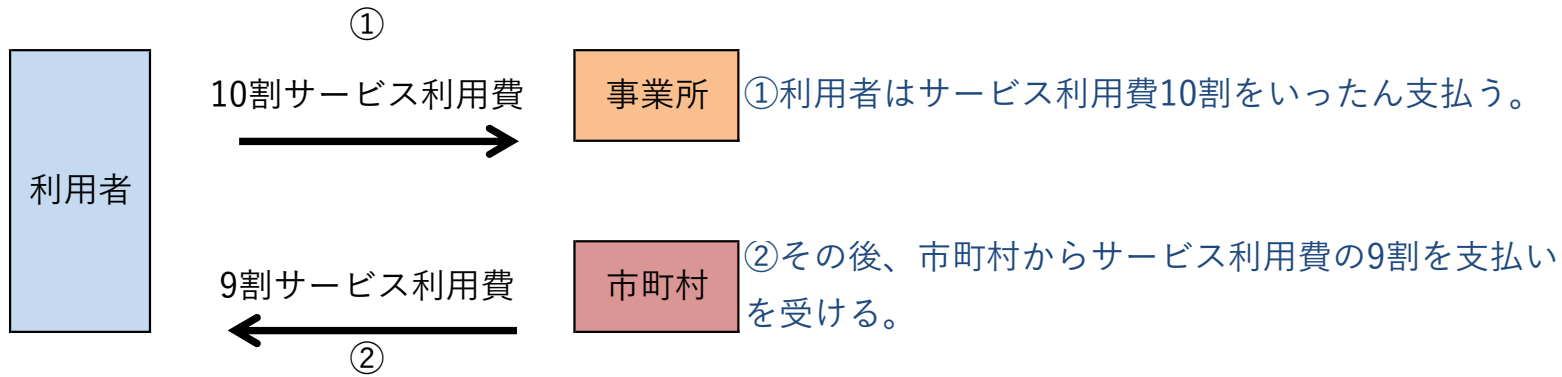 ①
10割サービス利用費
事業所
①利用者はサービス利用費10割をいったん支払う。
利用者
9割サービス利用費
市町村
②その後、市町村からサービス利用費の9割を支払い
を受ける。
②